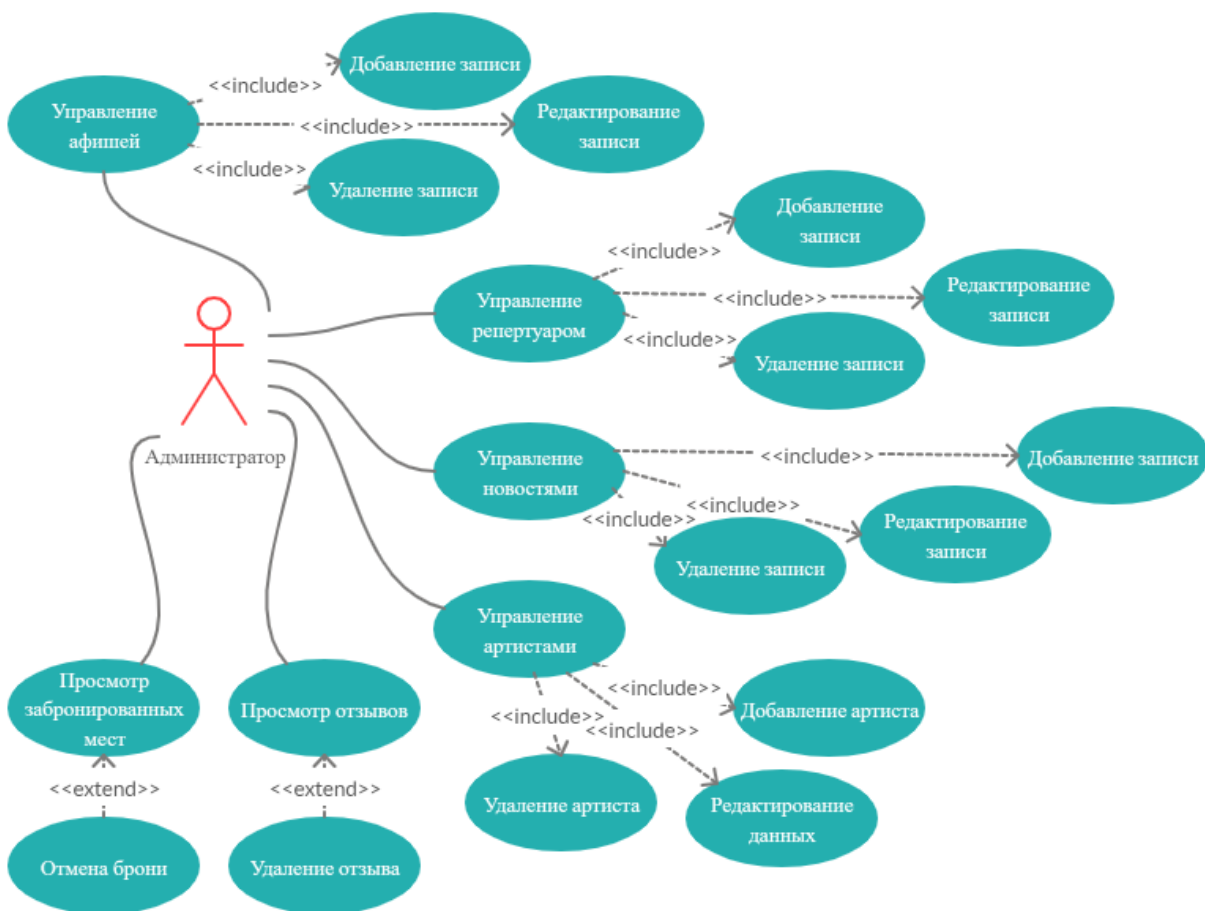 Добавление записи
<<include>>
Управление
афишей
<<include>>
Редактирование
записи
<<include>>
Удаление записи
Добавление
записи
<<include>>
Управление
репертуаром
<<include>>
Редактирование
записи
<<include>>
Удаление записи
Администратор
Управление
новостями
<<include>>
Добавление записи
<<include>>
Редактирование
записи
<<include>>
Удаление записи
Управление
артистами
<<include>>
Добавление артиста
<<include>>
Удаление артиста
<<include>>
Редактирование
данных
Просмотр
забронированных
мест
<<extend>>
Отмена брони
Просмотр отзывов
<<extend>>
Удаление отзыва